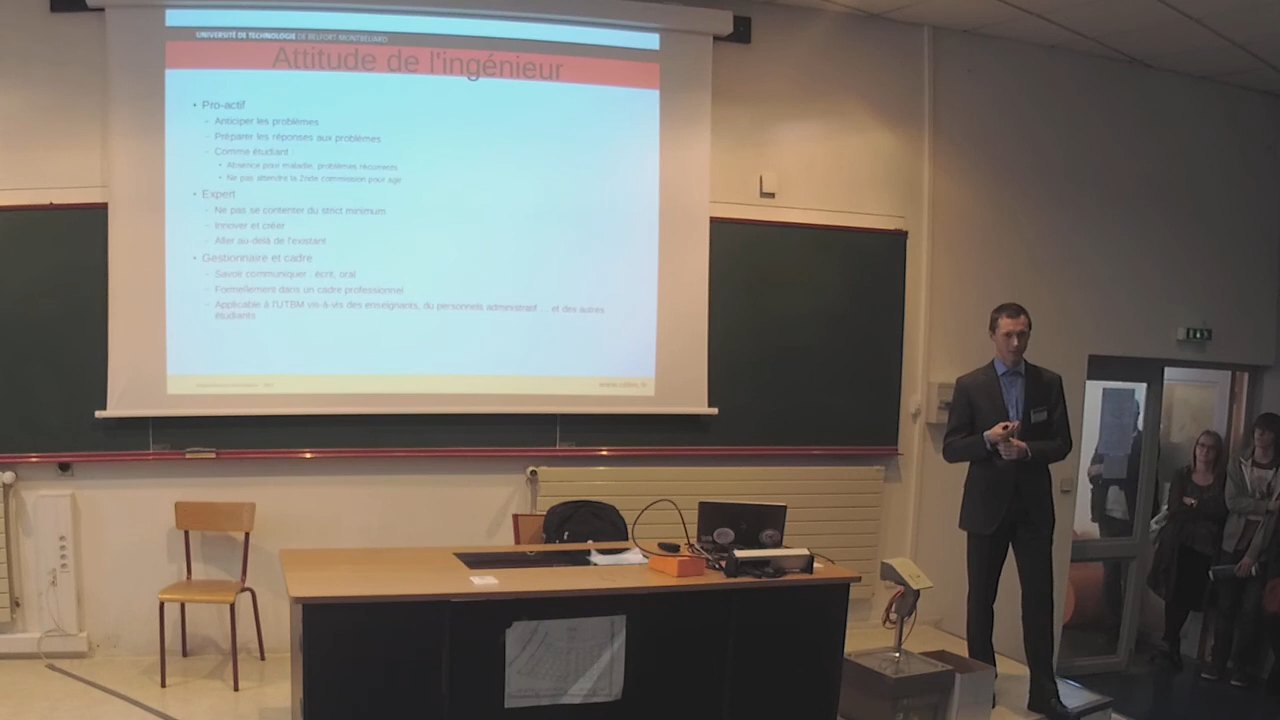 UNIVERSITÉ DE TECHNOLOGIE DE BELFORT MONTBÉLIARD
Attitude de l'ingénieur
• Pro-actif
– Anticiper les problèmes
– Préparer les réponses aux problèmes
– Comme étudiant :
• Absence pour maladie, problèmes récurrents
• Ne pas attendre la 2nde commission pour agir
• Expert
– Ne pas se contenter du strict minimum
– Innover et créer
– Aller au-delà de l'existant
• Gestionnaire et cadre
– Savoir communiquer : écrit, oral
– Formellement dans un cadre professionnel
– Applicable à l'UTBM vis-à-vis des enseignants, du personnels administratif ... et des autres
étudiants
www.utbm.fr